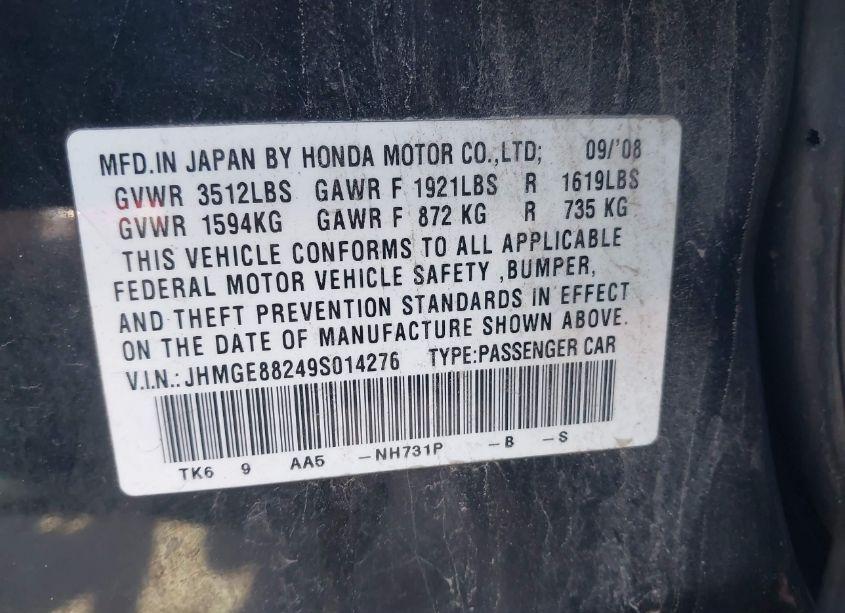 MFD.IN JAPAN BY HONDA MOTOR CO.,LTD; 09/'08
GVWR 3512LBS GAWR F 1921LBS R 1619LBS
GVWR 1594KG GAWR F 872 KG R 735 KG
THIS VEHICLE CONFORMS TO ALL APPLICABLE
FEDERAL MOTOR VEHICLE SAFETY ,BUMPER,
AND THEFT PREVENTION STANDARDS IN EFFECT
ON THE DATE OF MANUFACTURE SHOWN ABOVE.
V.I.N.: JHMGE88249S014276 TYPE:PASSENGER CAR
TK6 9 AA5 -NH731P -B -S